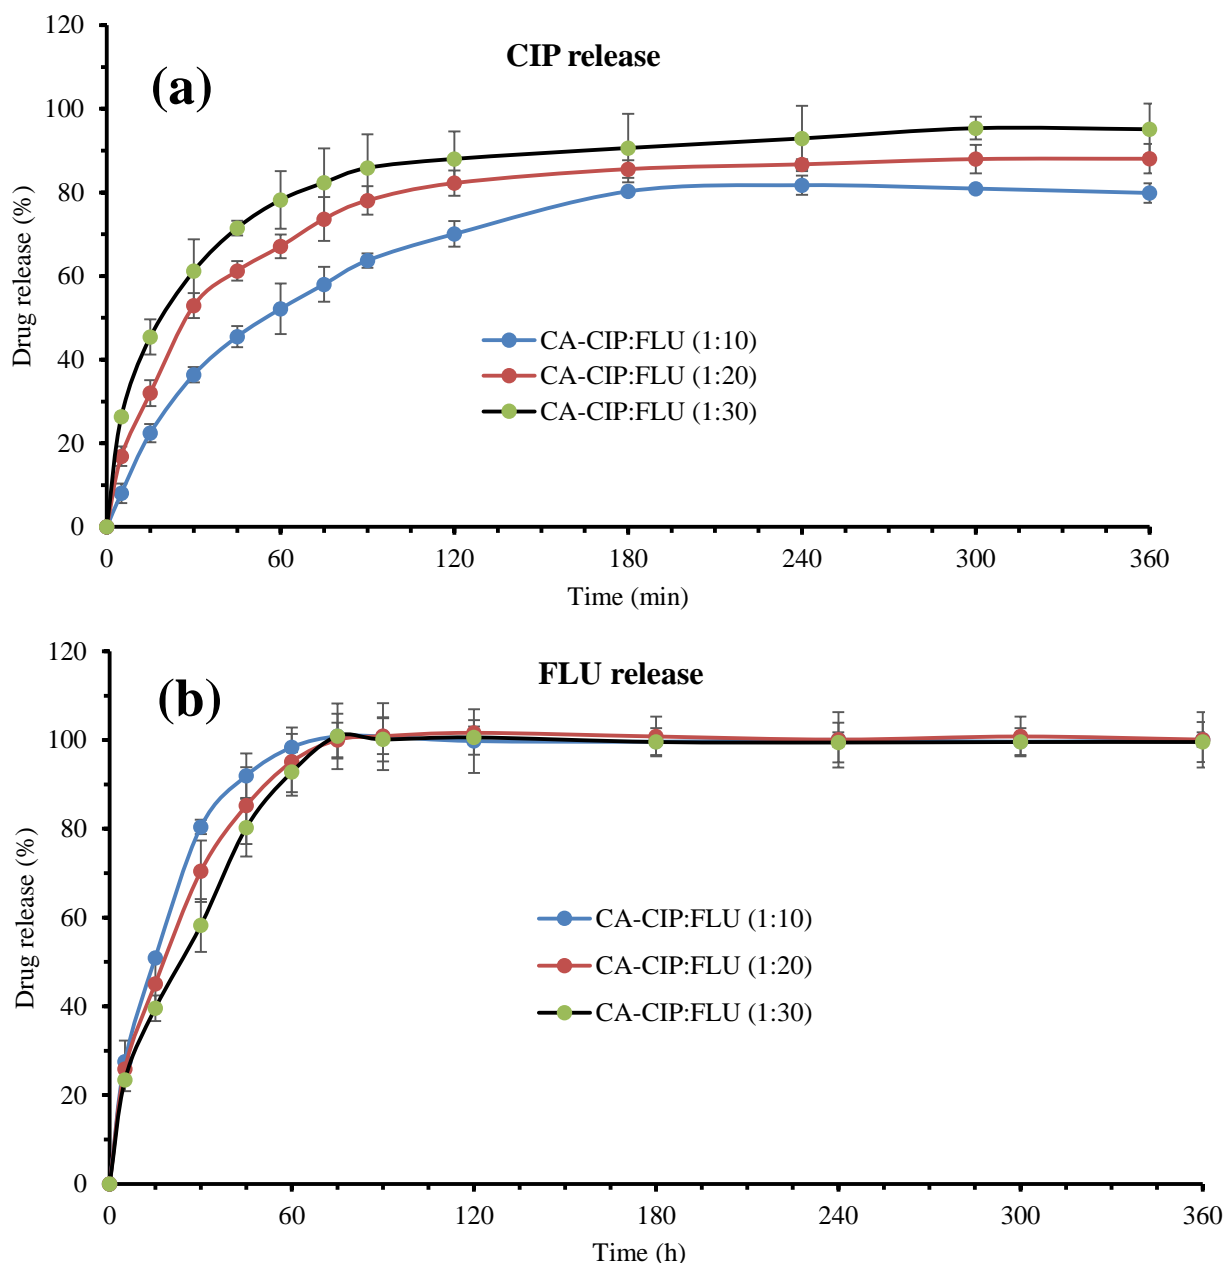 CIP release
(a)
120
100
80
60
40
20
0
Drug release (%)
CA-CIP:FLU (1:10)
CA-CIP:FLU (1:20)
CA-CIP:FLU (1:30)
0 60 120 180 240 300 360
Time (min)
FLU release
(b)
120
100
80
60
40
20
0
Drug release (%)
CA-CIP:FLU (1:10)
CA-CIP:FLU (1:20)
CA-CIP:FLU (1:30)
0 60 120 180 240 300 360
Time (h)